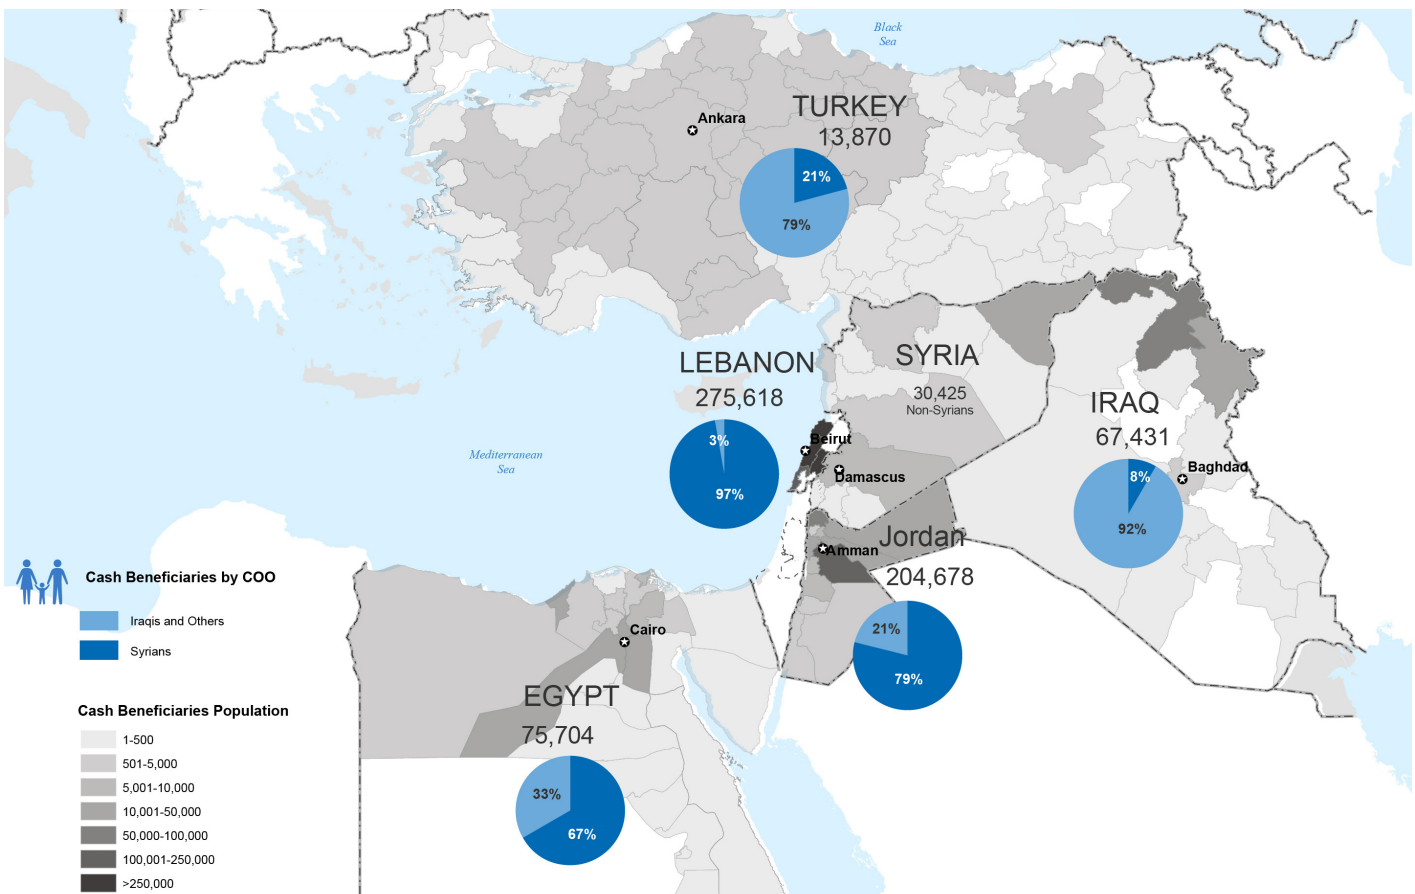 Black
Sea
TURKEY
13,870
Ankara
21%
79%
LEBANON
275,618
3%
97%
SYRIA
30,425
Non-Syrians
IRAQ
67,431
8%
92%
Beirut
Damascus
Baghdad
Mediterranean
Sea
Jordan
Amman
204,678
21%
79%
Cairo
EGYPT
75,704
33%
67%
Cash Beneficiaries by COO
Iraqis and Others
Syrians
Cash Beneficiaries Population
1-500
501-5,000
5,001-10,000
10,001-50,000
50,000-100,000
100,001-250,000
>250,000